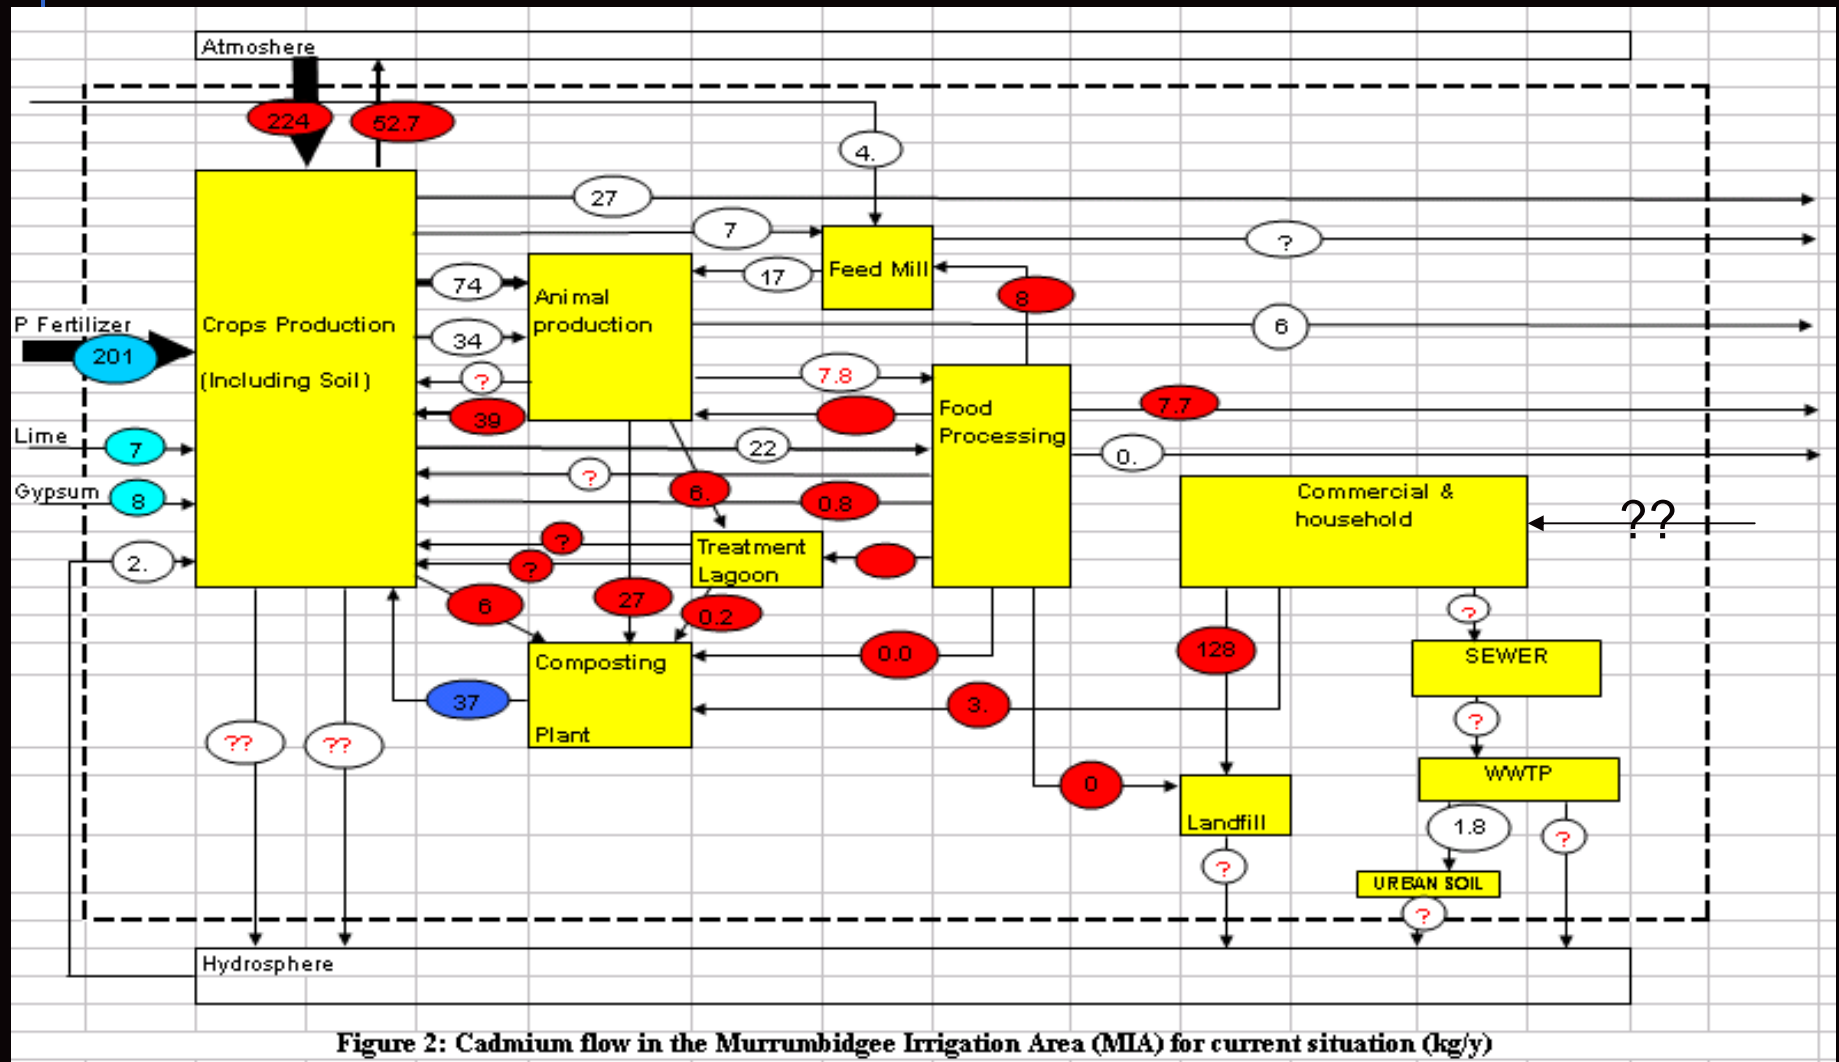 Atmoshere
224
52.7
4.
27
7
?
17
Feed Mill
74
Animal
production
8
P Fertilizer
201
Crops Production
(Including Soil)
34
6
?
7.8
39
Food
Processing
7.7
Lime
7
22
0.
?
6.
0.8
Gypsum
8
Commercial &
household
??
2.
?
?
Treatment
Lagoon
6
27
0.2
?
0.0
128
SEWER
Composting
Plant
37
3.
?
??
??
0
WWTP
Landfill
1.8
?
?
URBAN SOIL
?
Hydrosphere
Figure 2: Cadmium flow in the Murrumbidgee Irrigation Area (MIA) for current situation (kg/y)